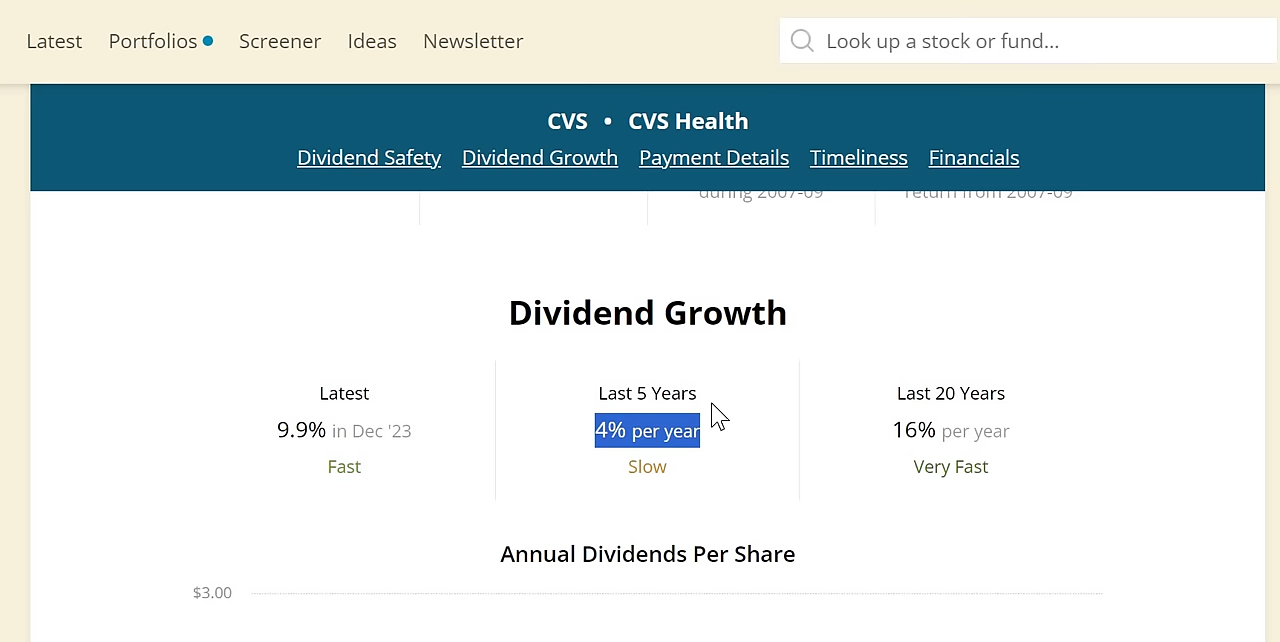 Latest Portfolios Screener Ideas Newsletter Look up a stock or fund...
CVS • CVS Health
Dividend Safety Dividend Growth Payment Details Timeliness Financials
during 2007-09 return from 2007-09
Dividend Growth
Latest Last 5 Years Last 20 Years
9.9% in Dec '23 4% per year 16% per year
Fast Slow Very Fast
Annual Dividends Per Share
$3.00